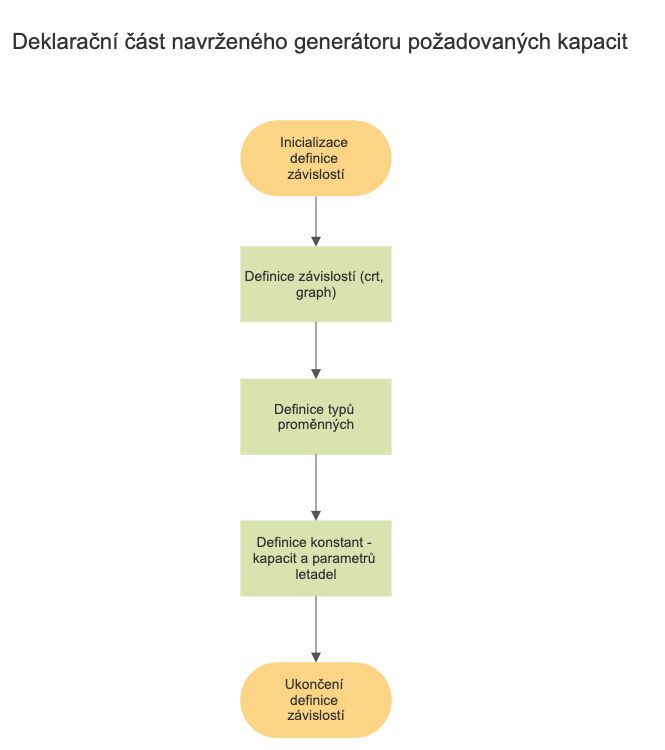 Deklarační část navrženého generátoru požadovaných kapacit
Inicializace
definice
závislostí
Definice závislostí (crt,
graph)
Definice typů
proměnných
Definice konstant -
kapacit a parametrů
letadel
Ukončení
definice
závislostí